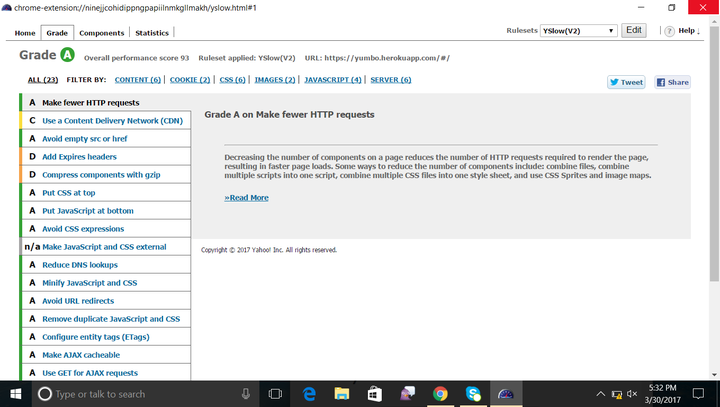 chrome-extension://ninejjcohidippngpapiilnmkgllmakh/yslow.html#1
Home Grade Components Statistics Rulesets YSlow(V2) Edit ? Help ↓
Grade A Overall performance score 93 Ruleset applied: YSlow(V2) URL: https://yumbo.herokuapp.com/#/
ALL (23) FILTER BY: CONTENT (6) | COOKIE (2) | CSS (6) | IMAGES (2) | JAVASCRIPT (4) | SERVER (6)
Tweet Share
A Make fewer HTTP requests
C Use a Content Delivery Network (CDN)
A Avoid empty src or href
D Add Expires headers
D Compress components with gzip
A Put CSS at top
A Put JavaScript at bottom
A Avoid CSS expressions
n/a Make JavaScript and CSS external
A Reduce DNS lookups
A Minify JavaScript and CSS
A Avoid URL redirects
A Remove duplicate JavaScript and CSS
A Configure entity tags (ETags)
A Make AJAX cacheable
A Use GET for AJAX requests
Grade A on Make fewer HTTP requests
Decreasing the number of components on a page reduces the number of HTTP requests required to render the page,
resulting in faster page loads. Some ways to reduce the number of components include: combine files, combine
multiple scripts into one script, combine multiple CSS files into one style sheet, and use CSS Sprites and image maps.
»Read More
Copyright © 2017 Yahoo! Inc. All rights reserved.
Type or talk to search
5:32 PM
3/30/2017